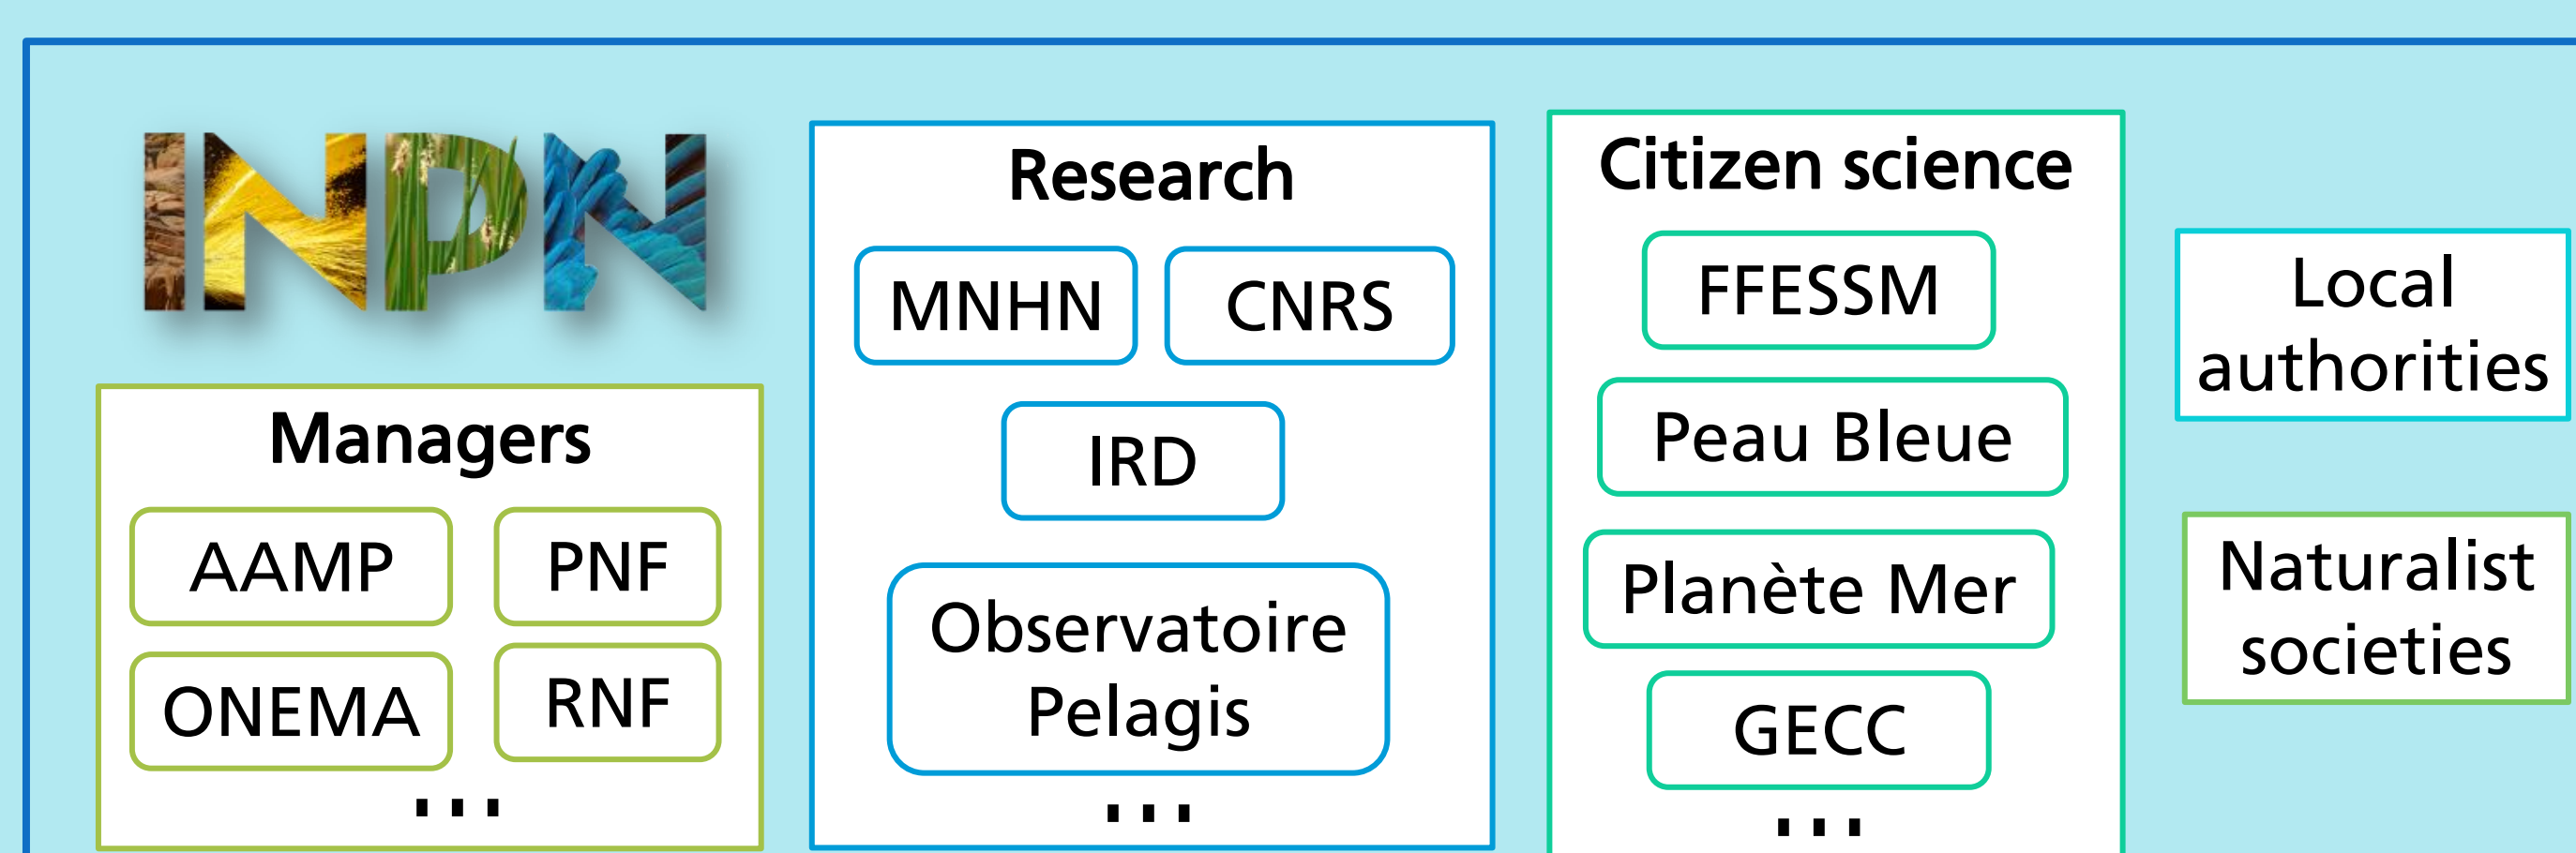 INPN
Managers
AAMP
PNF
ONEMA
RNF
...
Research
MNHN
CNRS
IRD
Observatoire
Pelagis
...
Citizen science
FFESSM
Peau Bleue
Planète Mer
GECC
...
Local
authorities
Naturalist
societies